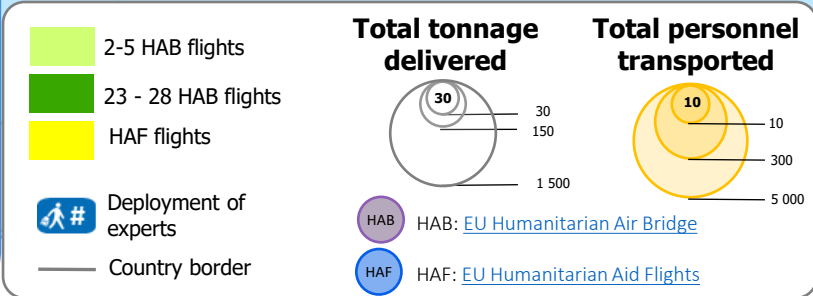 2-5 HAB flights
23 - 28 HAB flights
HAF flights
#
Deployment of
experts
Country border
Total tonnage
delivered
30
30
150
1 500
Total personnel
transported
10
10
300
5 000
HAB
HAB: EU Humanitarian Air Bridge
HAF
HAF: EU Humanitarian Aid Flights